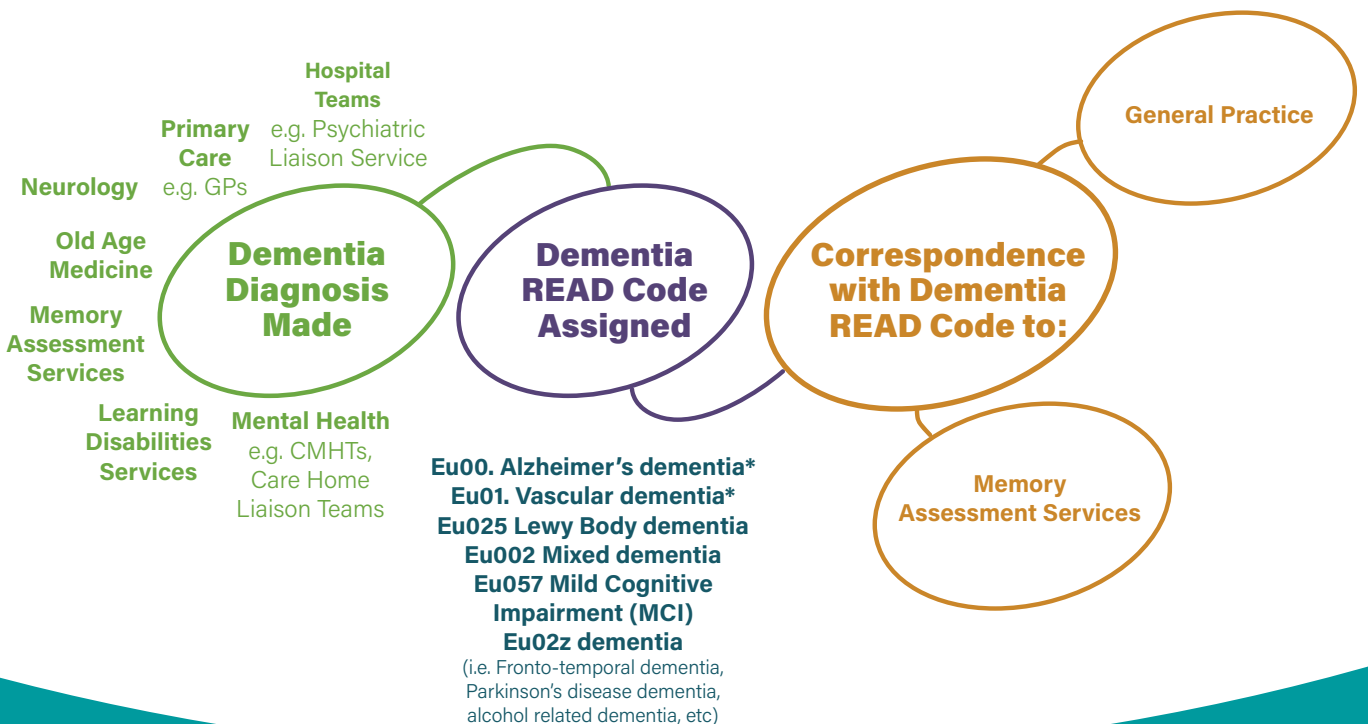 Hospital
Teams
e.g. Psychiatric
Liaison Service
Primary
Care
e.g. GPs
Neurology
Old Age
Medicine
Memory
Assessment
Services
Learning
Disabilities
Services
Mental Health
e.g. CMHTs,
Care Home
Liaison Teams
Dementia
Diagnosis
Made
Dementia
READ Code
Assigned
Eu00. Alzheimer's dementia*
Eu01. Vascular dementia*
Eu025 Lewy Body dementia
Eu002 Mixed dementia
Eu057 Mild Cognitive
Impairment (MCI)
Eu02z dementia
(i.e. Fronto-temporal dementia,
Parkinson's disease dementia,
alcohol related dementia, etc)
Correspondence
with Dementia
READ Code to:
General Practice
Memory
Assessment Services